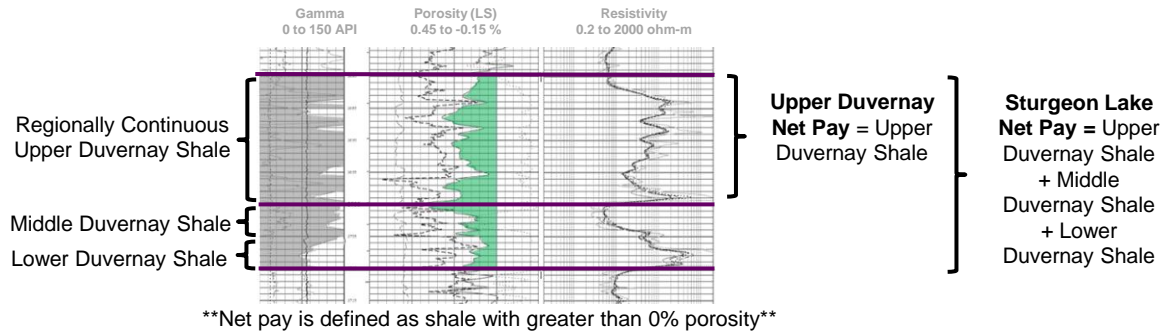 Gamma
0 to 150 API
Porosity (LS)
0.45 to -0.15 %
Resistivity
0.2 to 2000 ohm-m
Regionally Continuous
Upper Duvernay Shale
Middle Duvernay Shale
Lower Duvernay Shale
Upper Duvernay
Net Pay = Upper
Duvernay Shale
Sturgeon Lake
Net Pay = Upper
Duvernay Shale
+ Middle
Duvernay Shale
+ Lower
Duvernay Shale
**Net pay is defined as shale with greater than 0% porosity**